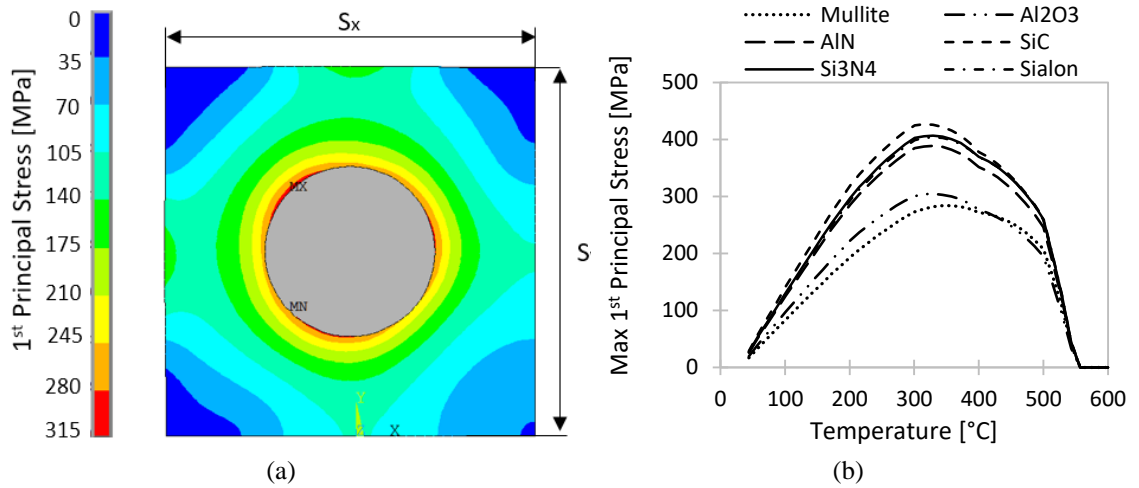 1st Principal Stress [MPa]
0
35
70
105
140
175
210
245
280
315
Sx
S
MX
MN
Y
X
(a)
Mullite
Al2O3
AlN
SiC
Si3N4
Sialon
Max 1st Principal Stress [MPa]
500
400
300
200
100
0
0 100 200 300 400 500 600
Temperature [°C]
(b)